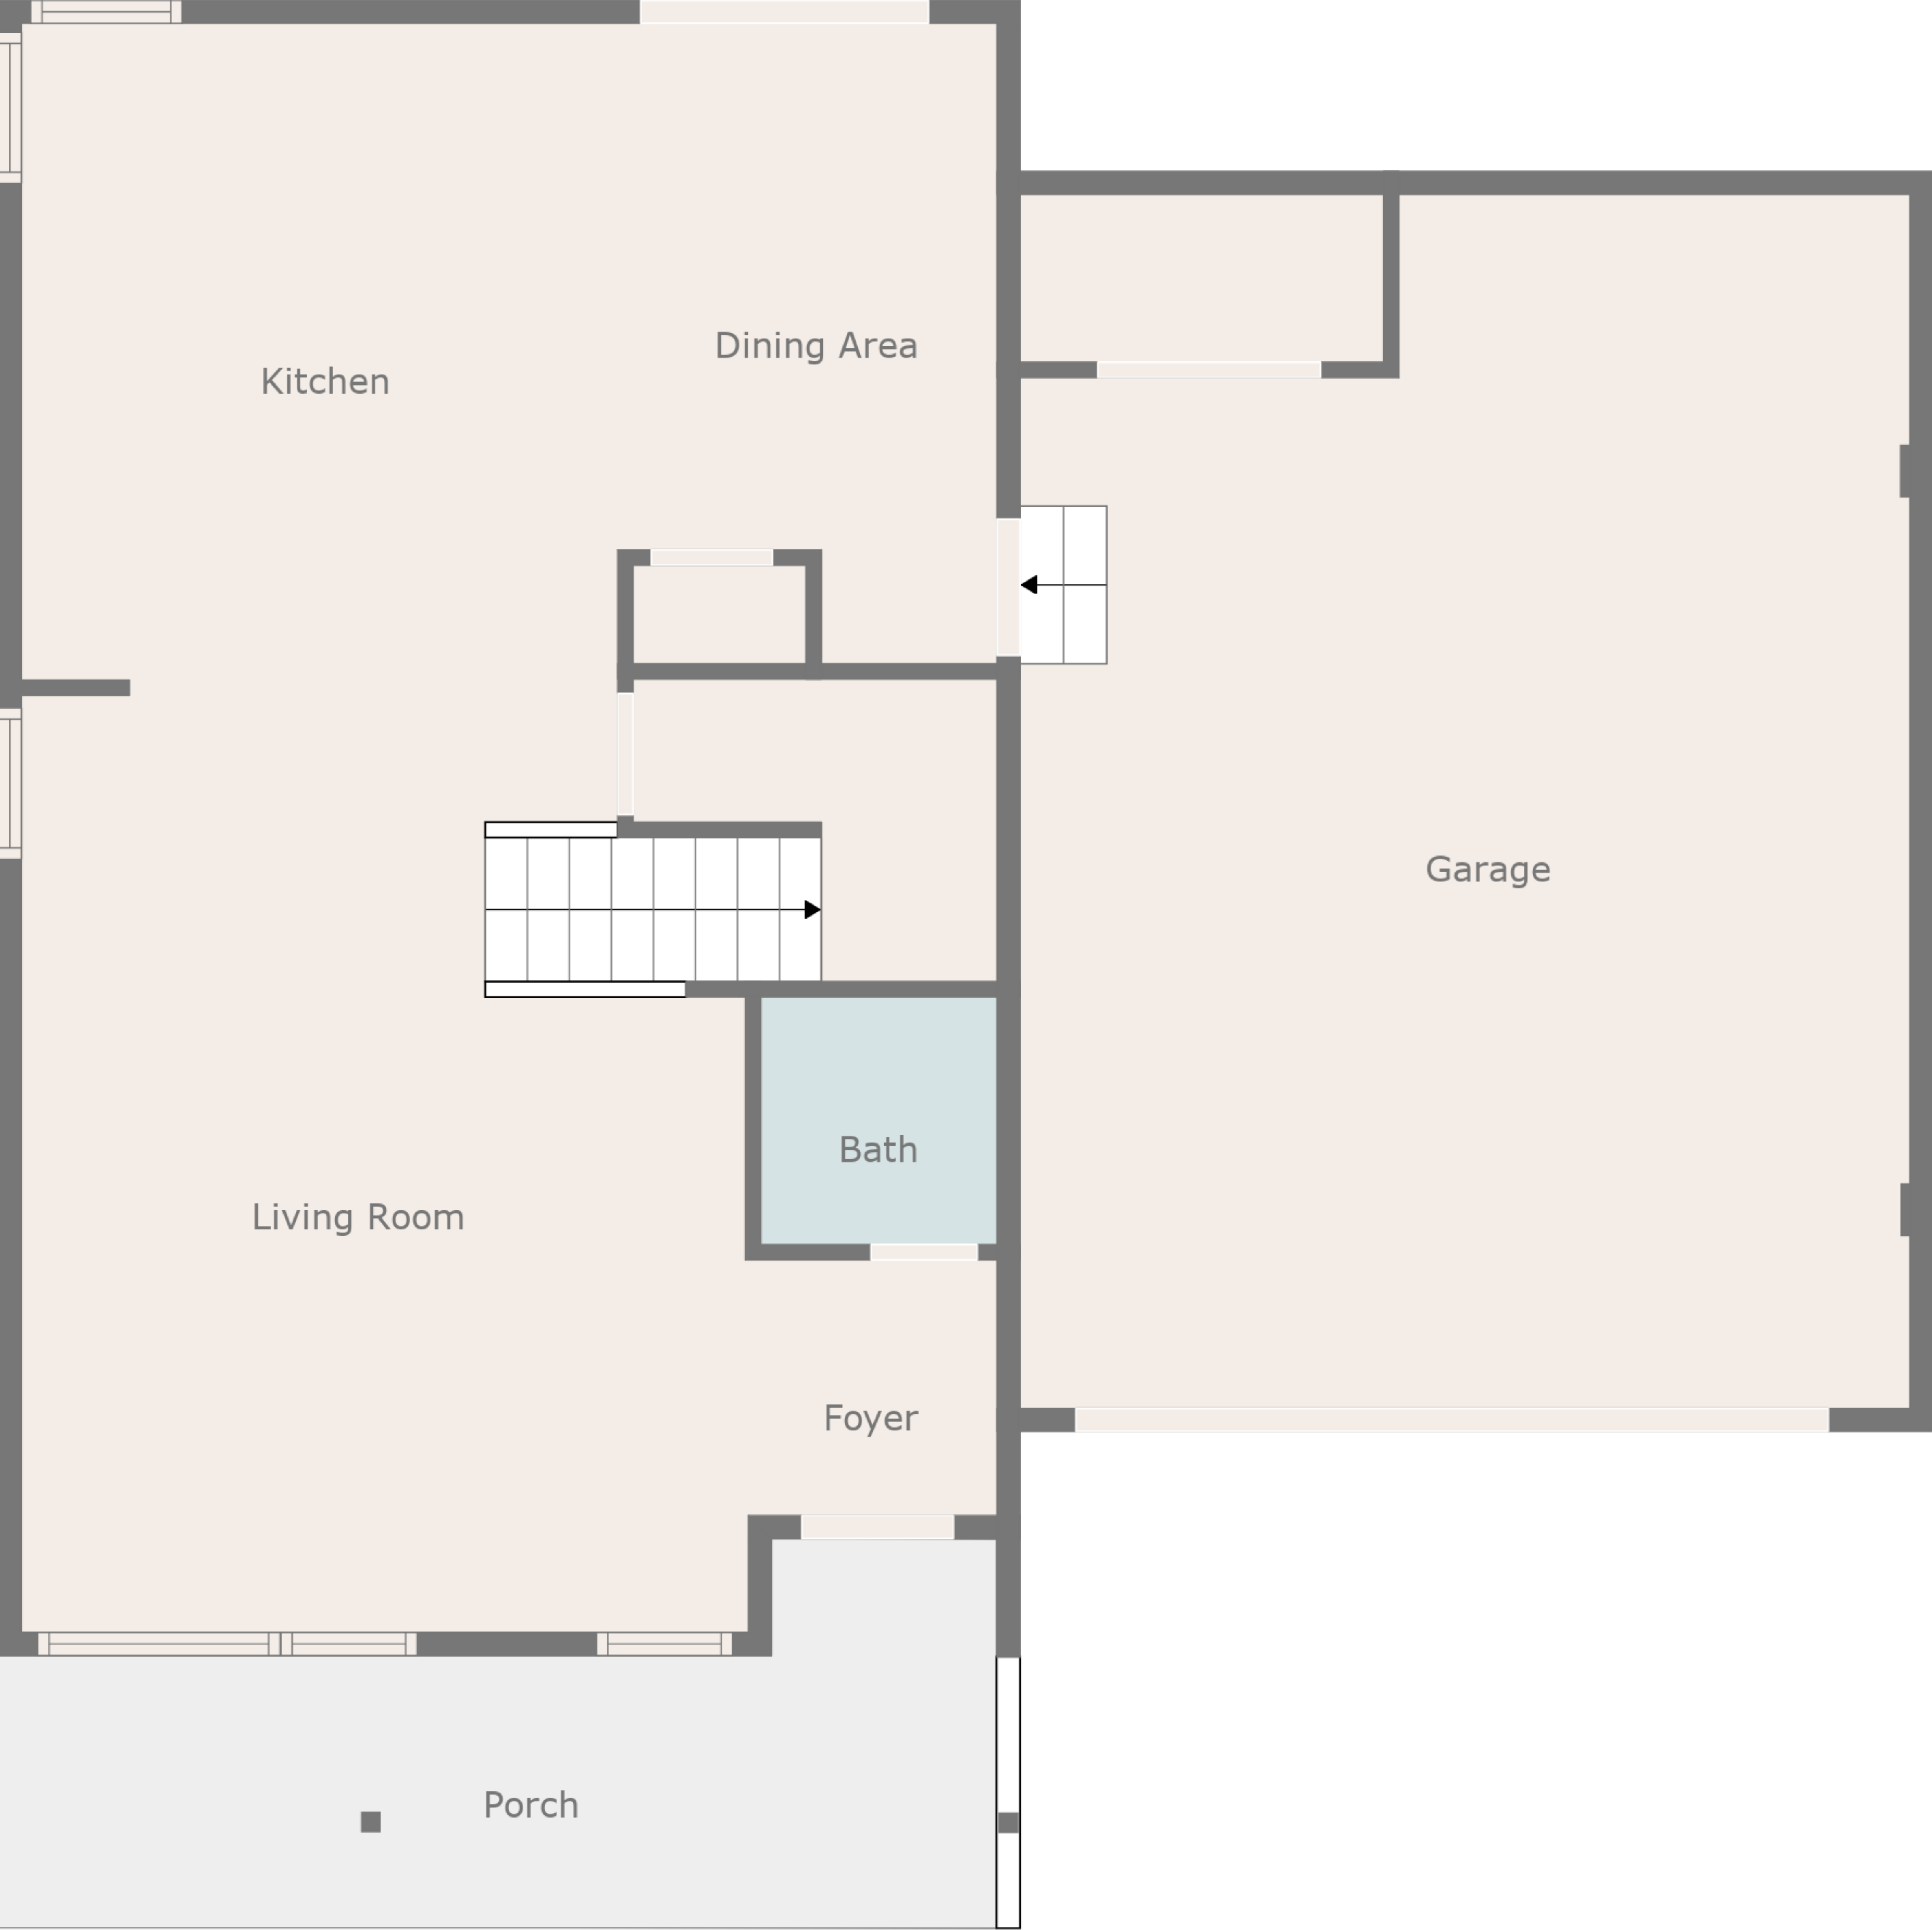 Dining Area
Kitchen
Garage
Bath
Living Room
Foyer
Porch